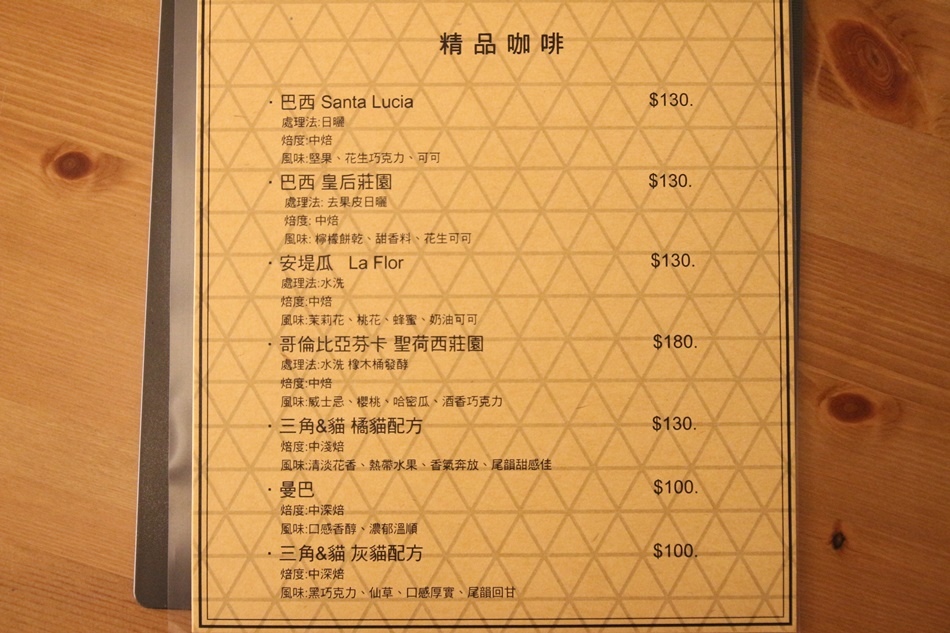 精品咖啡
·巴西 Santa Lucia $130.
處理法:日曬
焙度:中焙
風味:堅果、花生巧克力、可可
·巴西 皇后莊園 $130.
處理法: 去果皮日曬
焙度: 中焙
風味: 檸檬餅乾、甜香料、花生可可
·安堤瓜 La Flor $130.
處理法:水洗
焙度:中焙
風味:茉莉花、桃花、蜂蜜、奶油可可
·哥倫比亞芬卡 聖荷西莊園 $180.
處理法:水洗 橡木桶發酵
焙度:中焙
風味:威士忌、櫻桃、哈密瓜、酒香巧克力
·三角&貓 橘貓配方 $130.
焙度:中淺焙
風味:清淡花香、熱帶水果、香氣奔放、尾韻甜感佳
·曼巴 $100.
焙度:中深焙
風味:口感香醇、濃郁溫順
·三角&貓 灰貓配方 $100.
焙度:中深焙
風味:黑巧克力、仙草、口感厚實、尾韻回甘